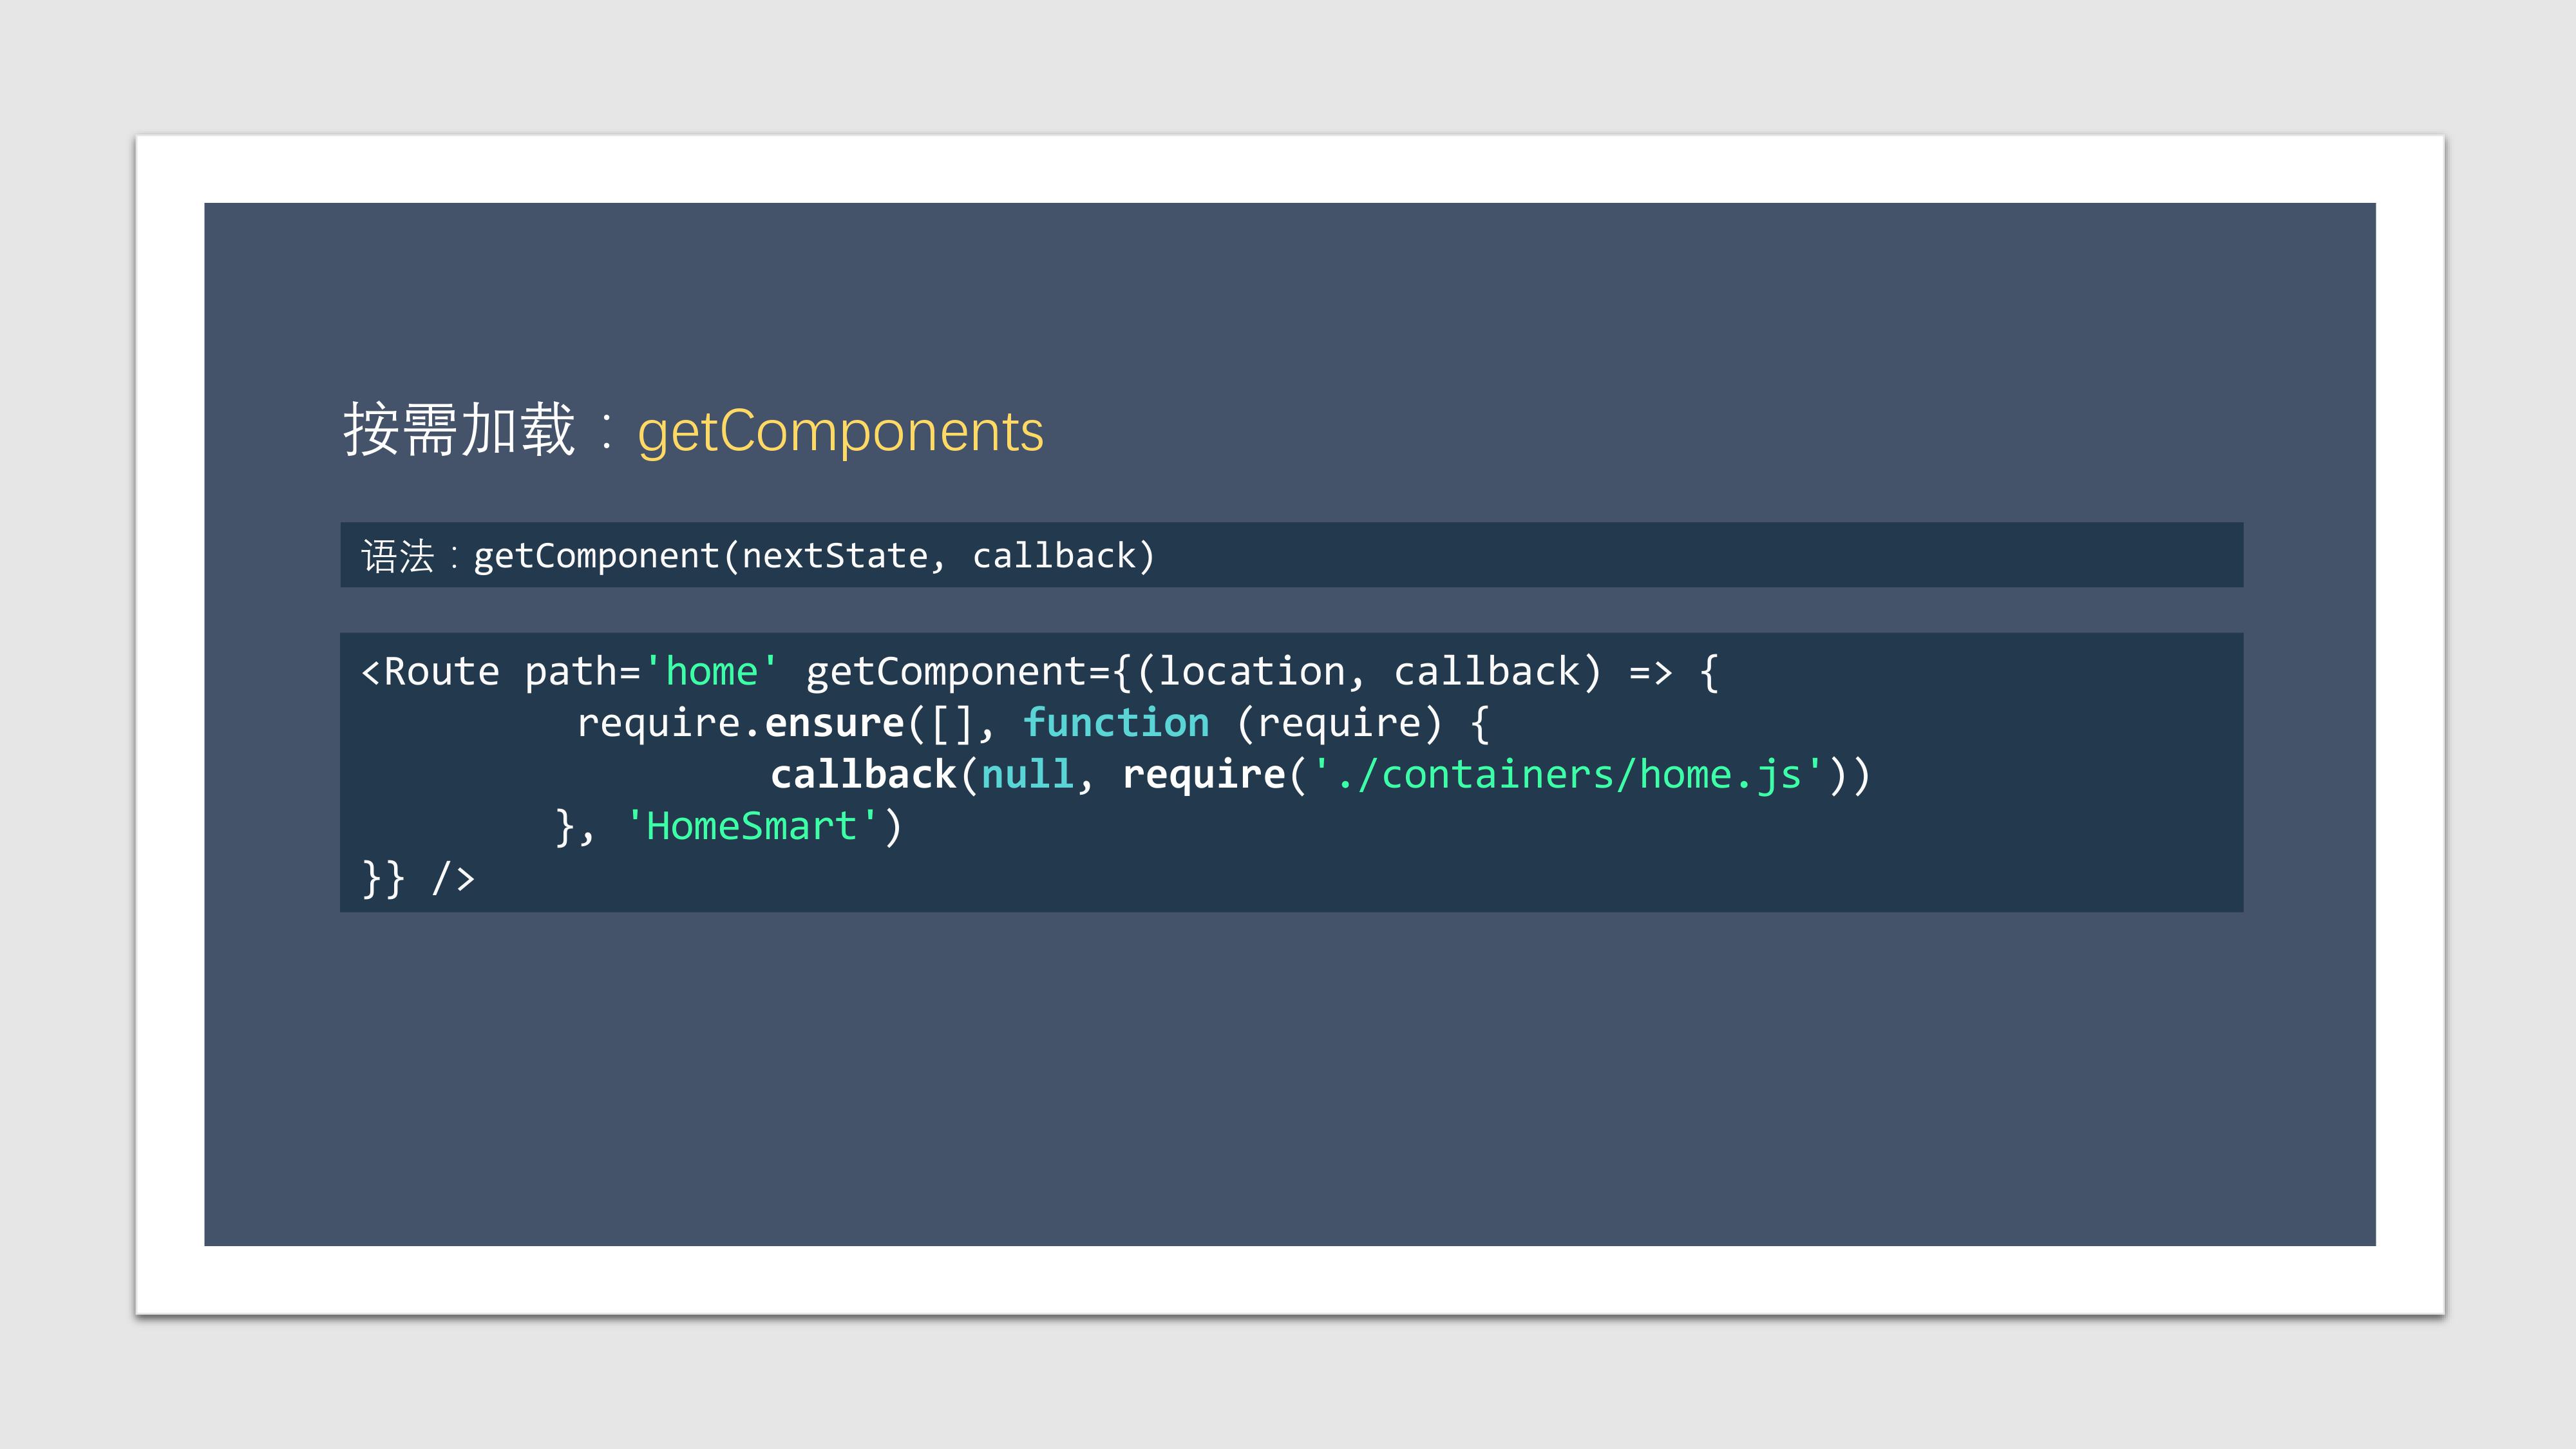 按需加载：getComponents
语法：getComponent(nextState, callback)
<Route path='home' getComponent={(location, callback) => {
require.ensure([], function (require) {
callback(null, require('./containers/home.js'))
}, 'HomeSmart')
}} />